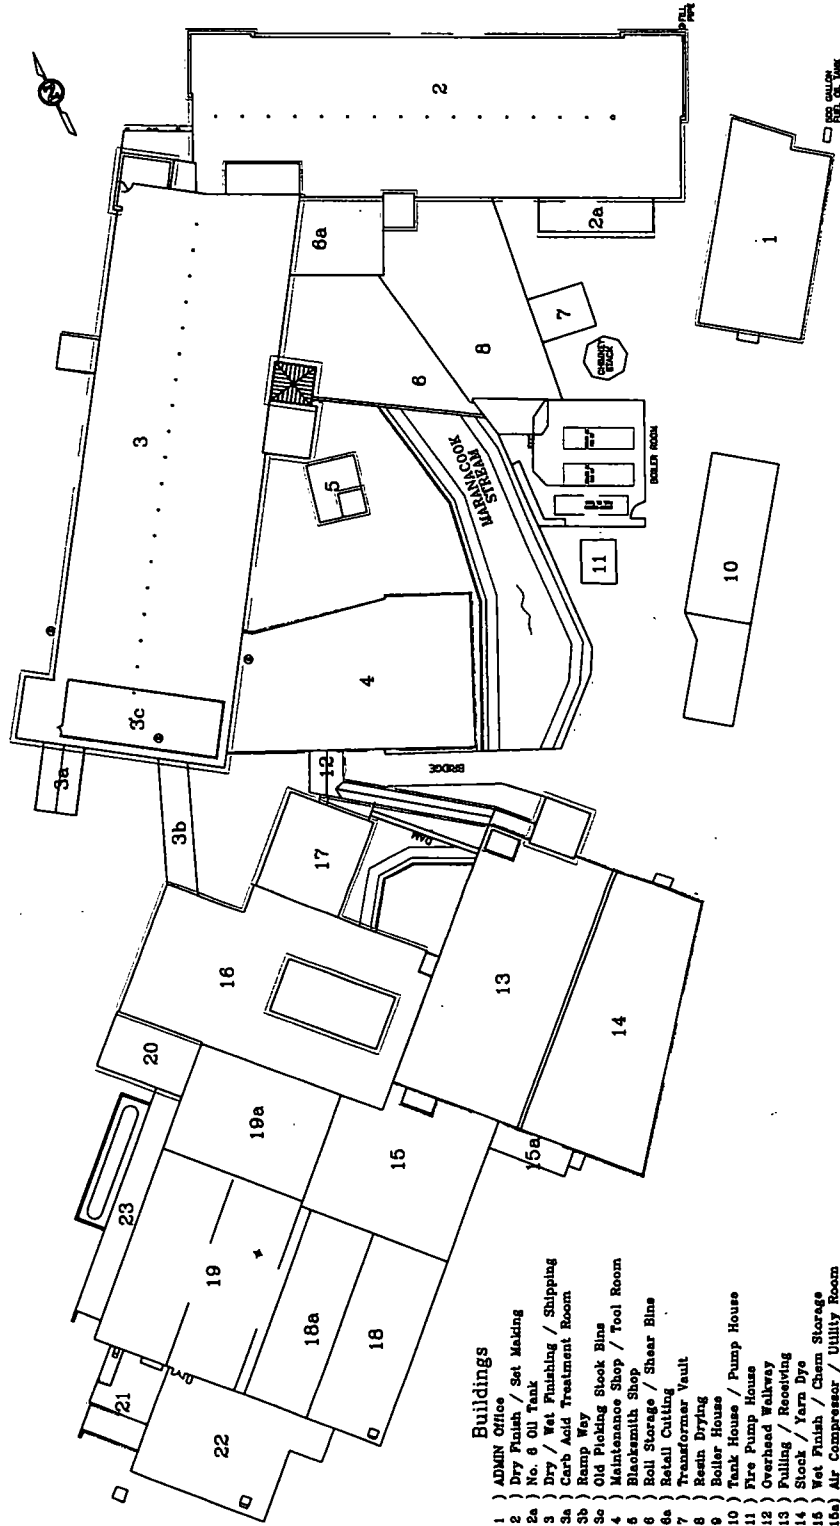 2
FILL
PIPE
FUEL OIL TANK
1
2a
6a
7
CHIMNEY
STACK
8
6
3
5
MARANACOOK
STREAM
BOILER ROOM
11
10
4
3c
3a
3b
12
BRIDGE
DAM
17
16
13
14
20
19a
15
15a
23
19
18a
18
21
22
Buildings
1 ) ADMIN Office
2 ) Dry Finish / Set Making
2a ) No. 6 Oil Tank
3 ) Dry / Wet Finishing / Shipping
3a ) Carb Acid Treatment Room
3b ) Ramp Way
3c ) Old Picking Stock Bins
4 ) Maintenance Shop / Tool Room
5 ) Blacksmith Shop
6 ) Roll Storage / Shear Bins
6a ) Retail Cutting
7 ) Transformer Vault
8 ) Resin Drying
9 ) Boiler House
10 ) Tank House / Pump House
11 ) Fire Pump House
12 ) Overhead Walkway
13 ) Fulling / Receiving
14 ) Stock / Yarn Dye
15 ) Wet Finish / Chem Storage
15a) Air Compressor / Utility Room